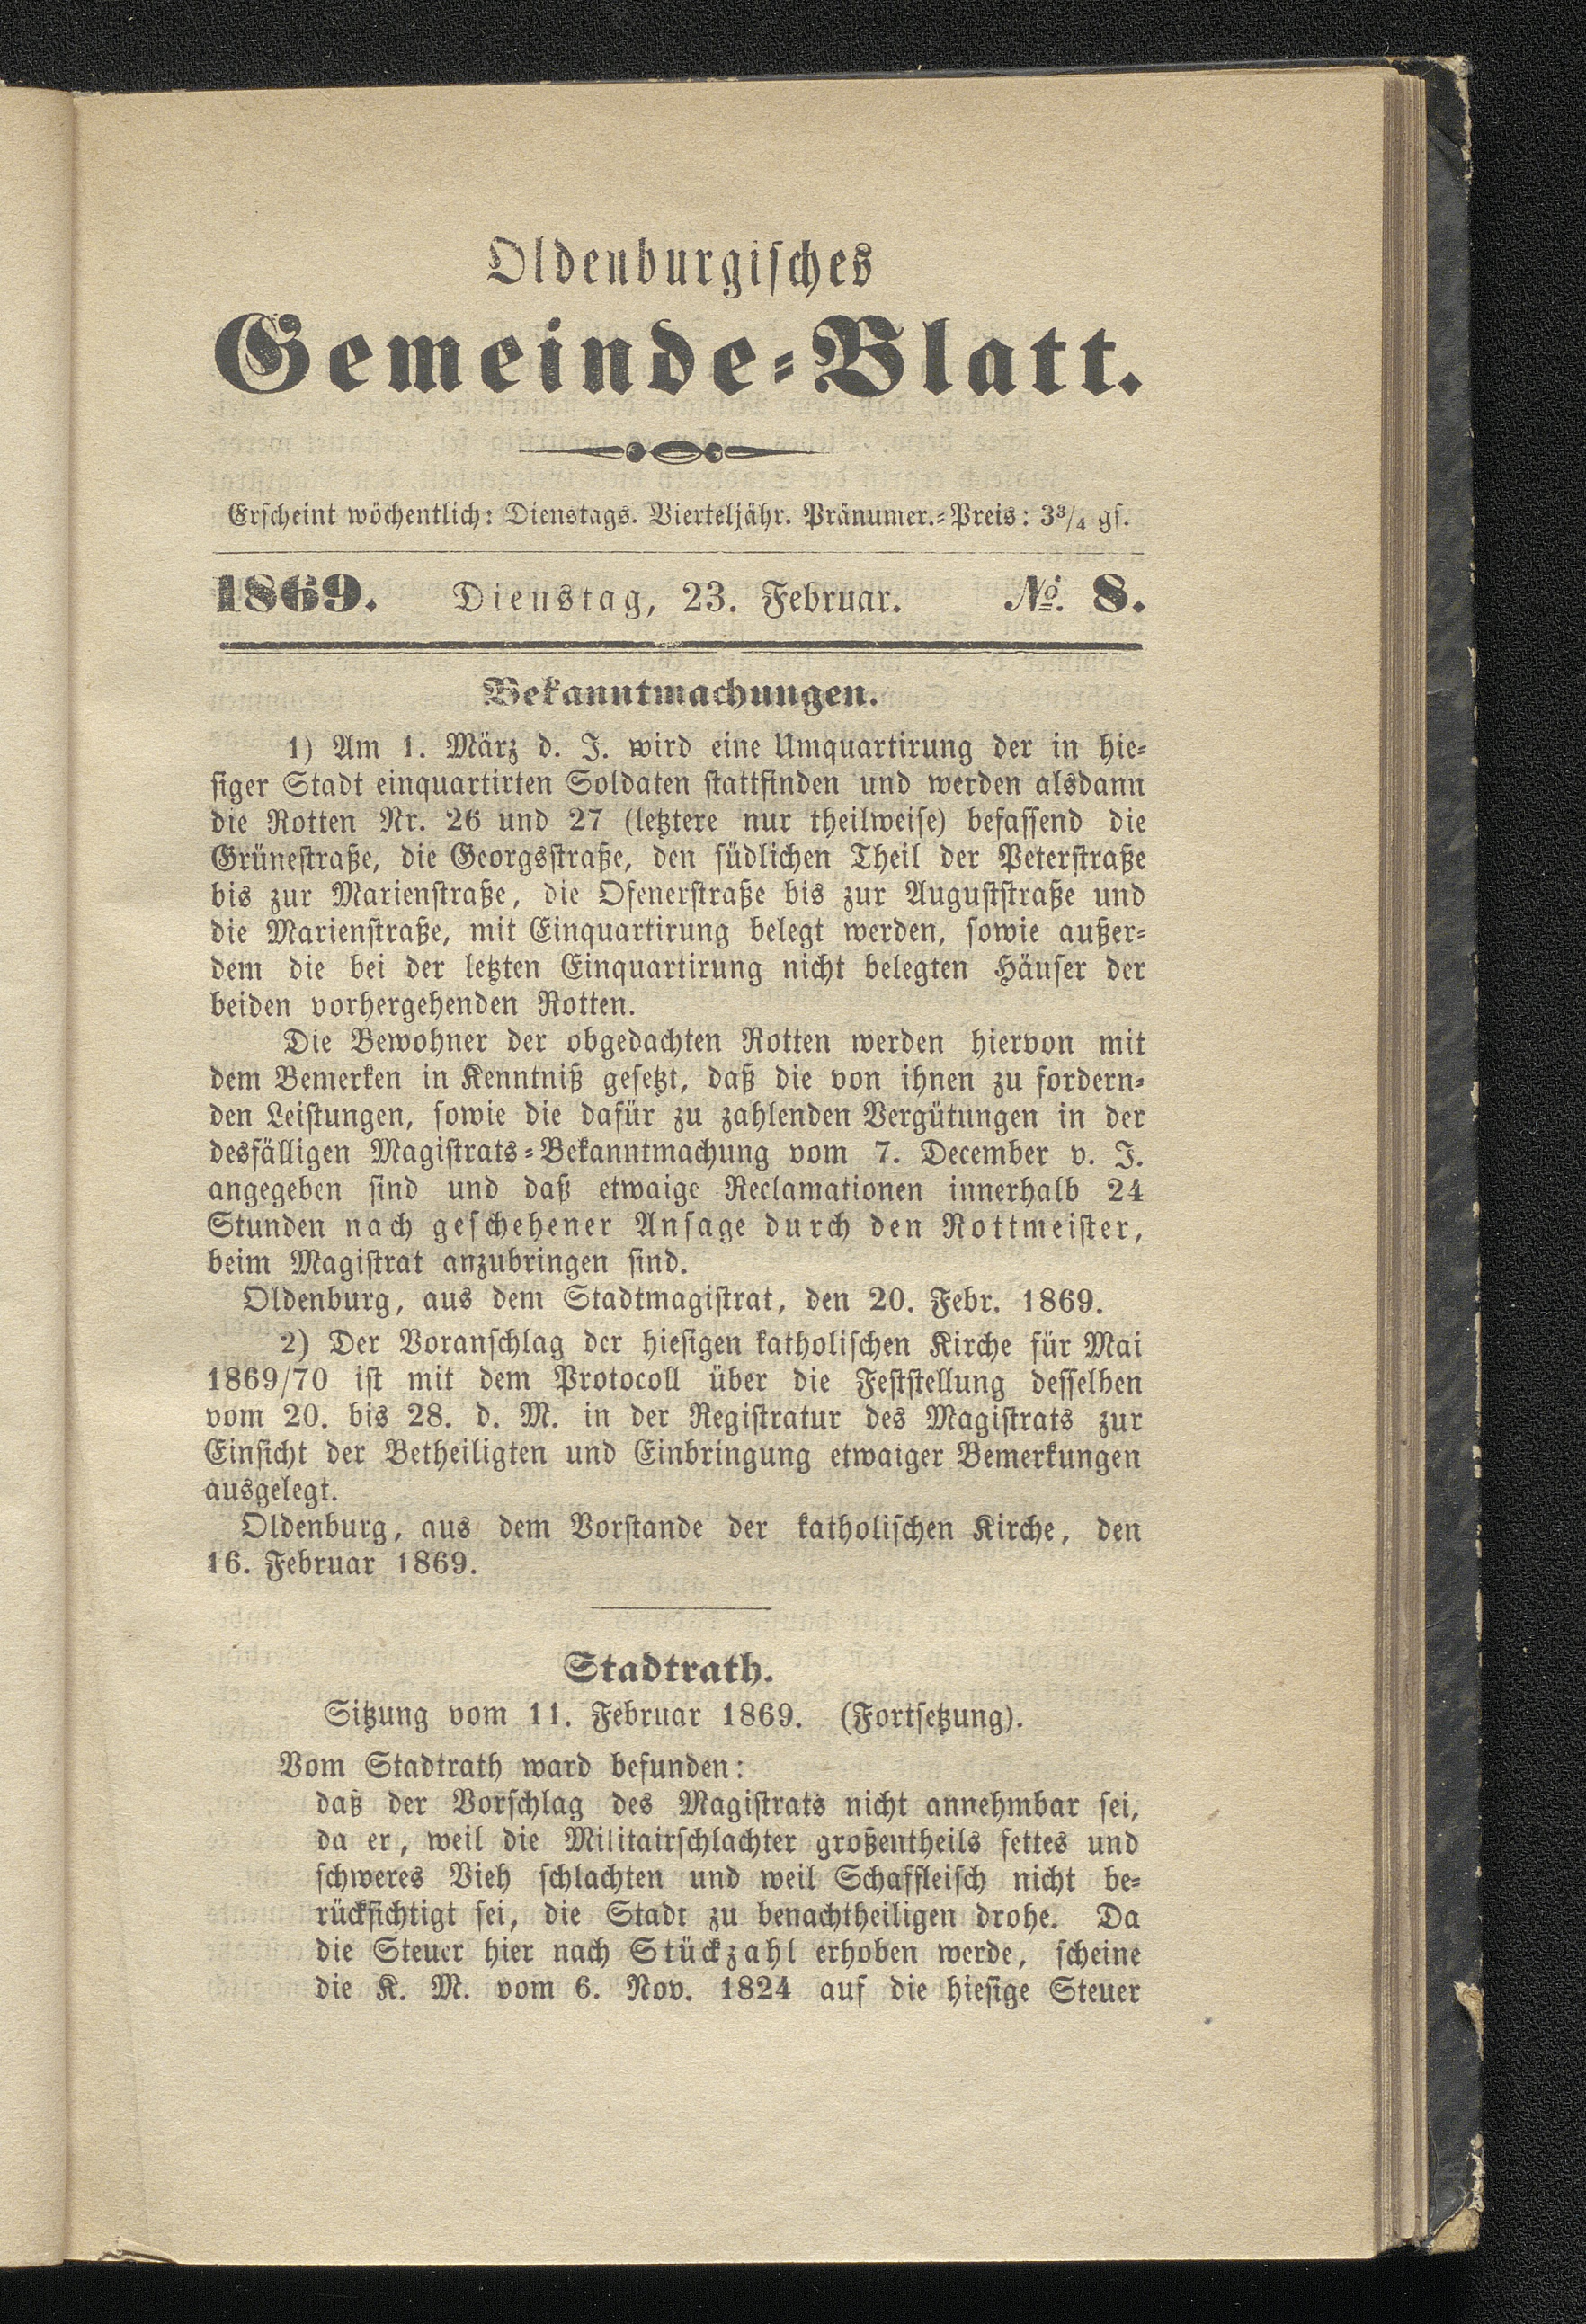 Oldenburgisches
Gemeinde-Blatt.
Erscheint wöchentlich: Dienstags. Vierteljähr. Pränumer.-Preis: 3¾ gs.
1869. Dienstag, 23. Februar. No. 8.
Bekanntmachungen.
1) Am 1. März d. J. wird eine Umquartirung der in hie-
siger Stadt einquartirten Soldaten stattfinden und werden alsdann
die Rotten Nr. 26 und 27 (letztere nur theilweise) befassend die
Grünestraße, die Georgsstraße, den südlichen Theil der Peterstraße
bis zur Marienstraße, die Ofenerstraße bis zur Auguststraße und
die Marienstraße, mit Einquartirung belegt werden, sowie außer-
dem die bei der letzten Einquartirung nicht belegten Häuser der
beiden vorhergehenden Rotten.
Die Bewohner der obgedachten Rotten werden hiervon mit
dem Bemerken in Kenntniß gesetzt, daß die von ihnen zu fordern-
den Leistungen, sowie die dafür zu zahlenden Vergütungen in der
desfälligen Magistrats-Bekanntmachung vom 7. December v. J.
angegeben sind und daß etwaige Reclamationen innerhalb 24
Stunden nach geschehener Ansage durch den Rottmeister,
beim Magistrat anzubringen sind.
Oldenburg, aus dem Stadtmagistrat, den 20. Febr. 1869.
2) Der Voranschlag der hiesigen katholischen Kirche für Mai
1869/70 ist mit dem Protocoll über die Feststellung desselben
vom 20. bis 28. d. M. in der Registratur des Magistrats zur
Einsicht der Betheiligten und Einbringung etwaiger Bemerkungen
ausgelegt.
Oldenburg, aus dem Vorstande der katholischen Kirche, den
16. Februar 1869.
Stadtrath.
Sitzung vom 11. Februar 1869. (Fortsetzung).
Vom Stadtrath ward befunden:
daß der Vorschlag des Magistrats nicht annehmbar sei,
da er, weil die Militairschlachter großentheils fettes und
schweres Vieh schlachten und weil Schaffleisch nicht be-
rücksichtigt sei, die Stadt zu benachtheiligen drohe. Da
die Steuer hier nach Stückzahl erhoben werde, scheine
die K. M. vom 6. Nov. 1824 auf die hiesige Steuer